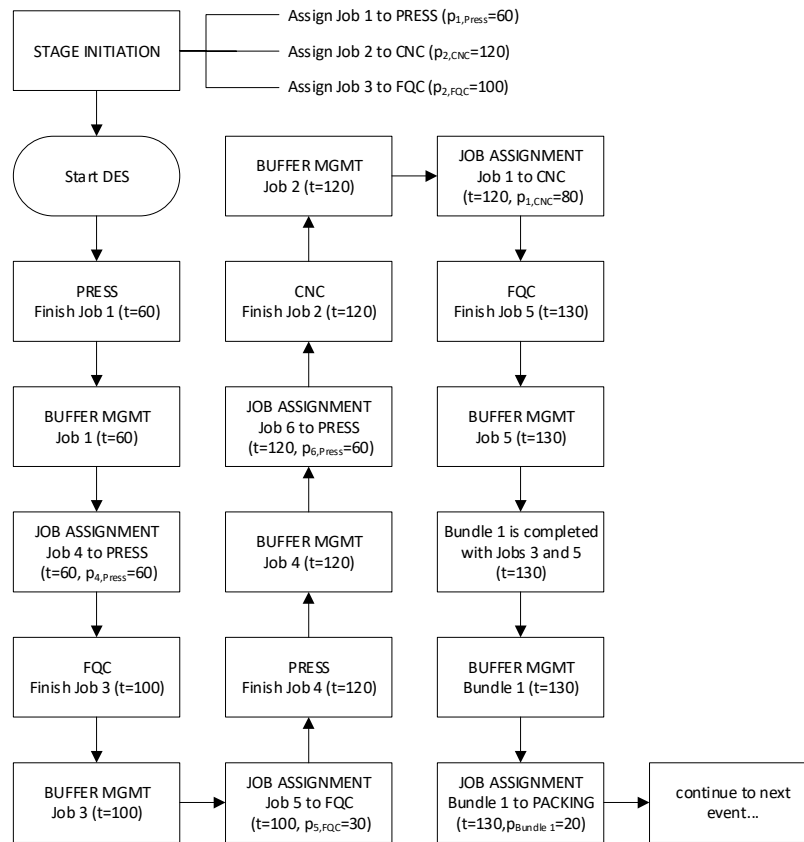 STAGE INITIATION
Assign Job 1 to PRESS (p1,Press=60)
Assign Job 2 to CNC (p2,CNC=120)
Assign Job 3 to FQC (p2,FQC=100)
Start DES
PRESS
Finish Job 1 (t=60)
BUFFER MGMT
Job 1 (t=60)
JOB ASSIGNMENT
Job 4 to PRESS
(t=60, p4,Press=60)
FQC
Finish Job 3 (t=100)
BUFFER MGMT
Job 3 (t=100)
JOB ASSIGNMENT
Job 5 to FQC
(t=100, p5,FQC=30)
PRESS
Finish Job 4 (t=120)
BUFFER MGMT
Job 4 (t=120)
JOB ASSIGNMENT
Job 6 to PRESS
(t=120, p6,Press=60)
CNC
Finish Job 2 (t=120)
BUFFER MGMT
Job 2 (t=120)
JOB ASSIGNMENT
Job 1 to CNC
(t=120, p1,CNC=80)
FQC
Finish Job 5 (t=130)
BUFFER MGMT
Job 5 (t=130)
Bundle 1 is completed
with Jobs 3 and 5
(t=130)
BUFFER MGMT
Bundle 1 (t=130)
JOB ASSIGNMENT
Bundle 1 to PACKING
(t=130,pBundle 1=20)
continue to next
event...